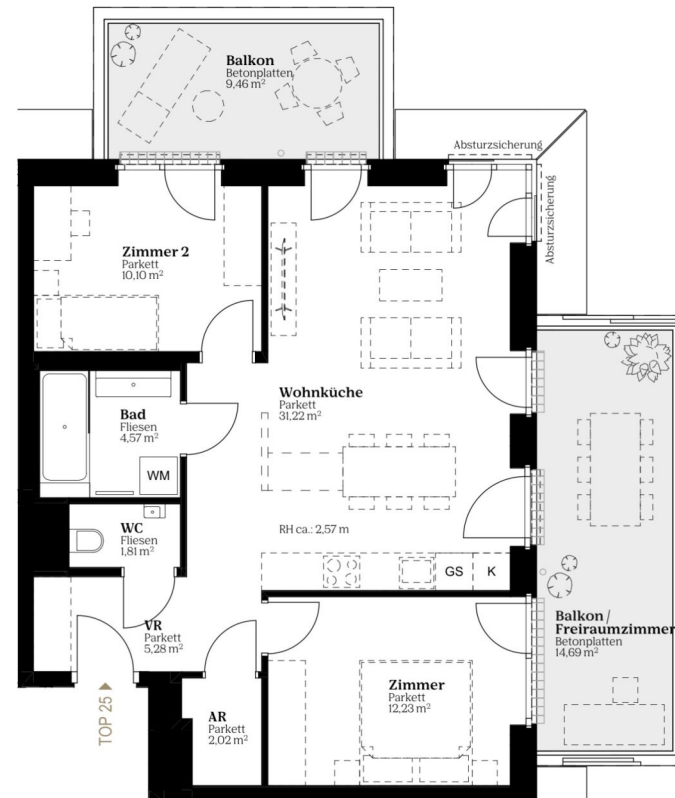 Balkon
Betonplatten
9,46 m²
Absturzsicherung
Absturzsicherung
Zimmer 2
Parkett
10,10 m²
Wohnküche
Parkett
31,22 m²
Bad
Fliesen
4,57 m²
WM
WC
Fliesen
1,81 m²
RH ca.: 2,57 m
GS
K
VR
Parkett
5,28 m²
Balkon/
Freiraumzimmer
Betonplatten
14,69 m²
Zimmer
Parkett
12,23 m²
AR
Parkett
2,02 m²
TOP 25